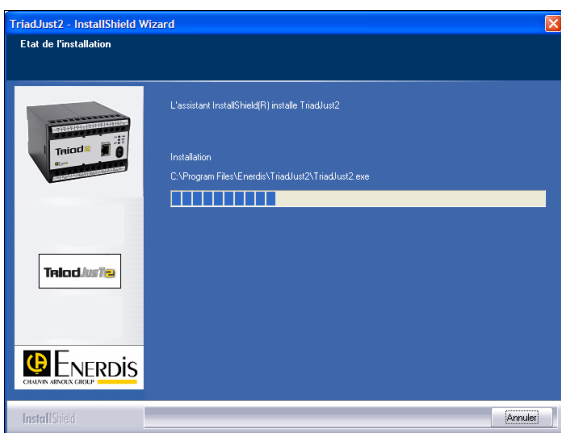 TriadJust2 - InstallShield Wizard
Etat de l'installation
L'assistant InstallShield(R) installe TriadJust2
Installation
C:\Program Files\Enerdis\TriadJust2\TriadJust2.exe
Triad2
TriadJusT2
ENERDIS
CHAUVIN ARNOUX GROUP
InstallShield
Annuler